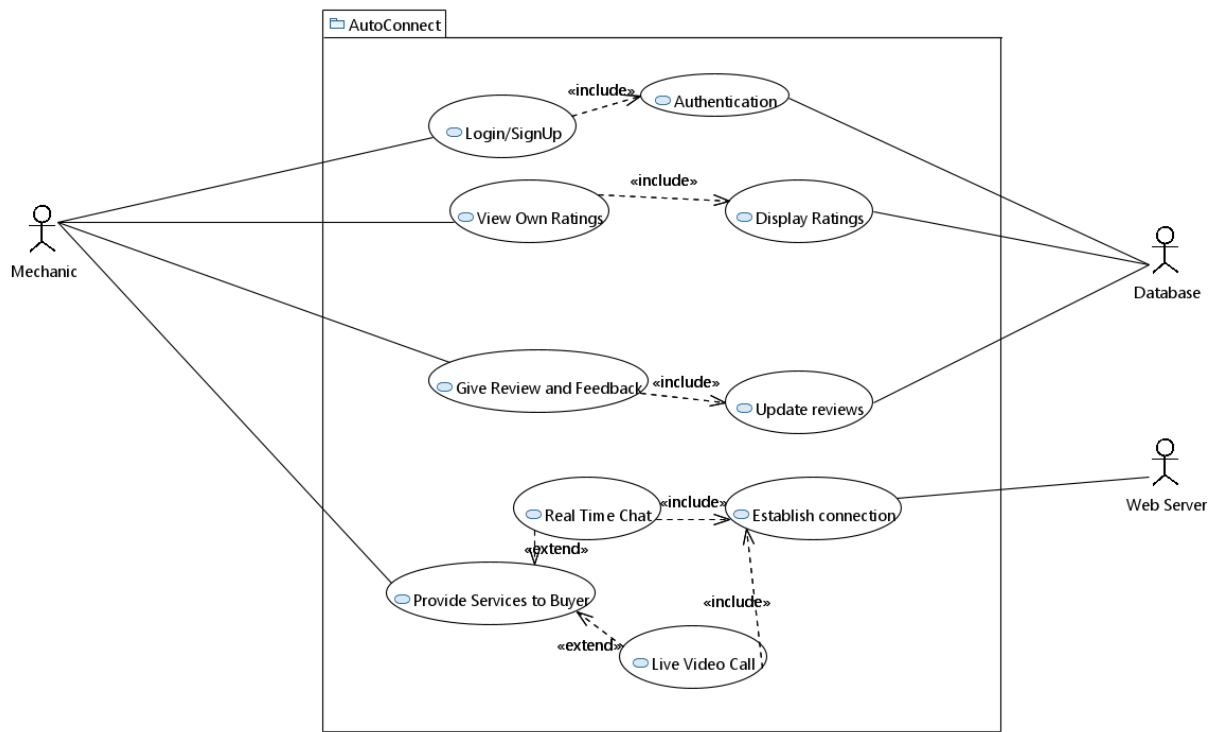 AutoConnect
«include»
Authentication
Login/SignUp
«include»
View Own Ratings
Display Ratings
Mechanic
Database
«include»
Give Review and Feedback
Update reviews
«include»
Real Time Chat
Establish connection
Web Server
«extend»
Provide Services to Buyer
«include»
«extend»
Live Video Call